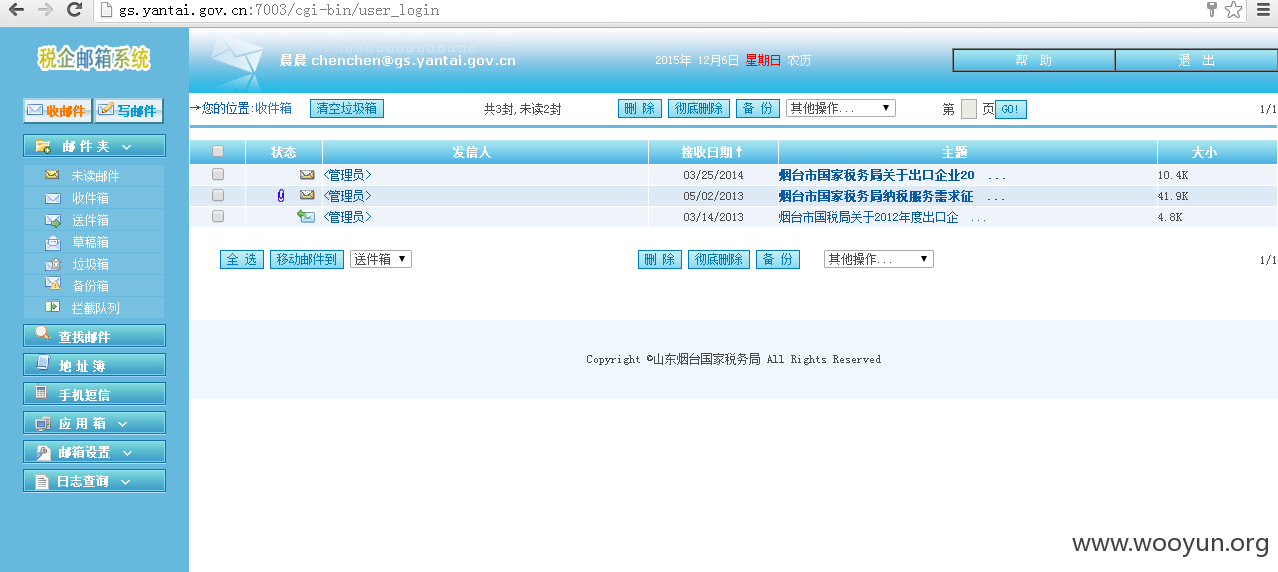 gs.yantai.gov.cn:7003/cgi-bin/user_login
税企邮箱系统
晨晨 chenchen@gs.yantai.gov.cn
2015年 12月6日 星期日 农历
帮 助
退 出
收邮件 写邮件
→您的位置:收件箱 清空垃圾箱 共3封,未读2封 删 除 彻底删除 备 份 其他操作... 第 页 GO! 1/1
邮 件 夹
未读邮件
收件箱
送件箱
草稿箱
垃圾箱
备份箱
拦截队列
查找邮件
地 址 簿
手机短信
应 用 箱
邮箱设置
日志查询
状态 发信人 接收日期↑ 主题 大小
<管理员> 03/25/2014 烟台市国家税务局关于出口企业20 ... 10.4K
<管理员> 05/02/2013 烟台市国家税务局纳税服务需求征 ... 41.9K
<管理员> 03/14/2013 烟台市国税局关于2012年度出口企 ... 4.8K
全 选 移动邮件到 送件箱 删 除 彻底删除 备 份 其他操作... 1/1
Copyright ©山东烟台国家税务局 All Rights Reserved
www.wooyun.org